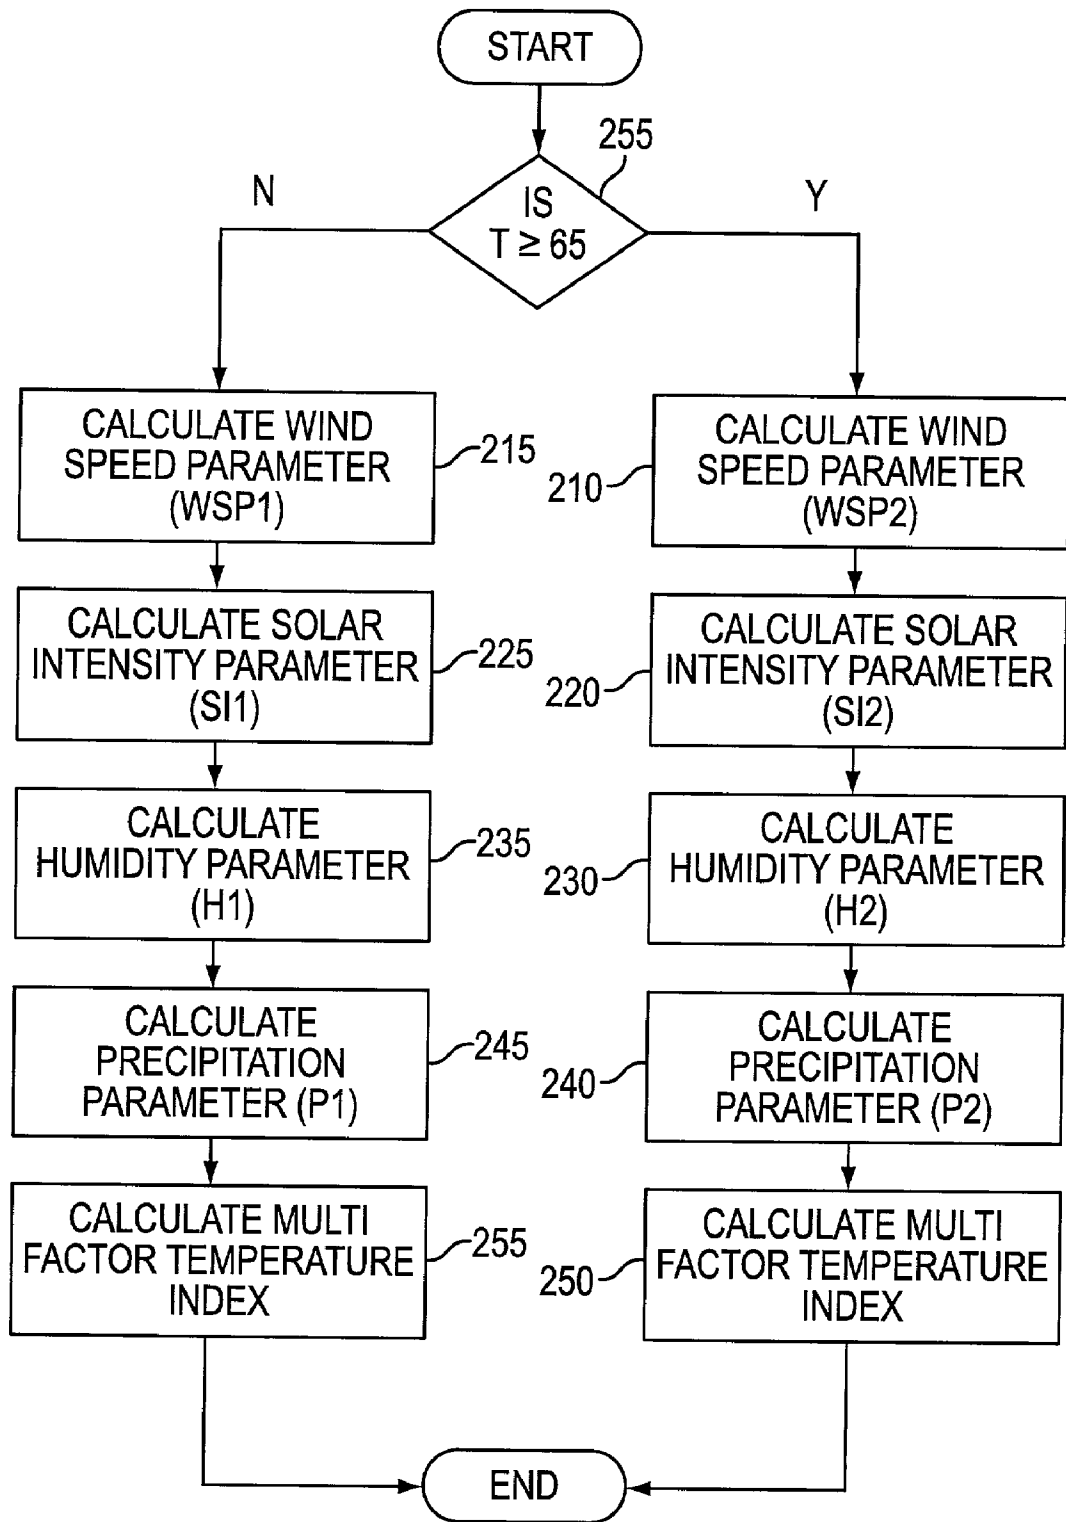 START
255
IS
T ≥ 65
N
Y
CALCULATE WIND
SPEED PARAMETER
(WSP1)
215
210
CALCULATE WIND
SPEED PARAMETER
(WSP2)
CALCULATE SOLAR
INTENSITY PARAMETER
(SI1)
225
220
CALCULATE SOLAR
INTENSITY PARAMETER
(SI2)
CALCULATE
HUMIDITY PARAMETER
(H1)
235
230
CALCULATE
HUMIDITY PARAMETER
(H2)
CALCULATE
PRECIPITATION
PARAMETER (P1)
245
240
CALCULATE
PRECIPITATION
PARAMETER (P2)
CALCULATE MULTI
FACTOR TEMPERATURE
INDEX
255
250
CALCULATE MULTI
FACTOR TEMPERATURE
INDEX
END